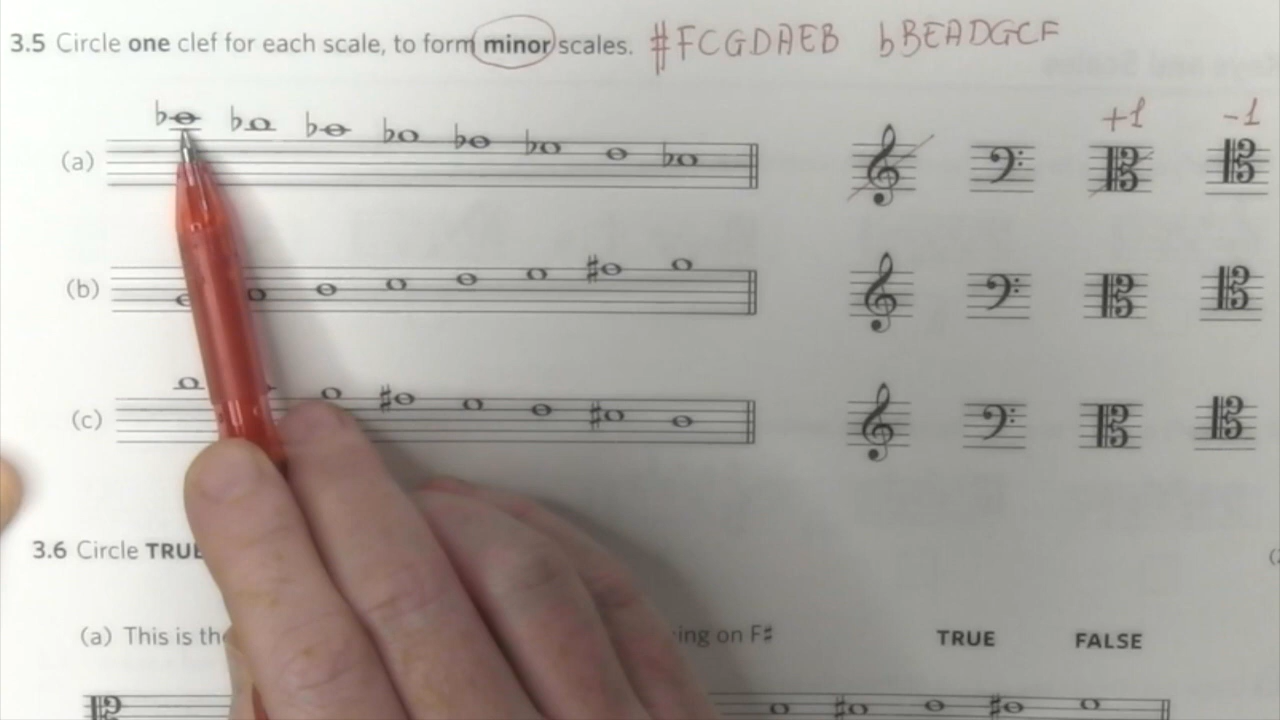 3.5 Circle one clef for each scale, to form minor scales. #FCGDAEB bBEADGCF
+1 -1
(a)
(b)
(c)
3.6 Circle TRUE
(a) This is the ing on F♯ TRUE FALSE